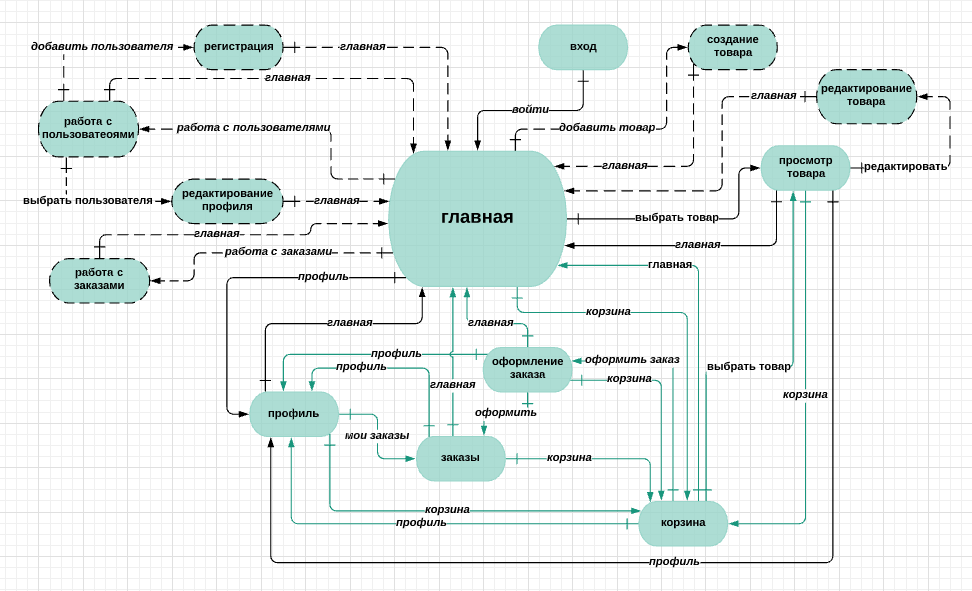 добавить пользователя
регистрация
главная
вход
создание
товара
главная
редактирование
товара
главная
войти
добавить товар
работа с
пользователями
работа с пользователями
просмотр
товара
редактировать
главная
редактирование
профиля
выбрать пользователя
главная
главная
выбрать товар
главная
работа с заказами
главная
главная
работа с
заказами
профиль
корзина
главная
главная
профиль
оформление
заказа
оформить заказ
профиль
корзина
выбрать товар
главная
корзина
профиль
оформить
мои заказы
заказы
корзина
корзина
профиль
корзина
профиль